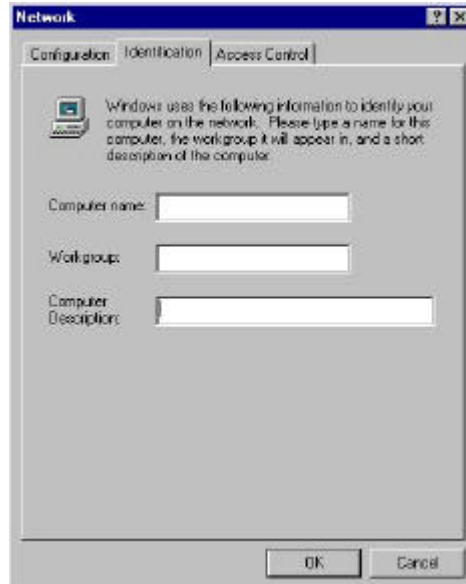 Network
Configuration Identification Access Control
Windows uses the following information to identify your
computer on the network. Please type a name for this
computer, the workgroup it will appear in, and a short
description of the computer.
Computer name:
Workgroup:
Computer
Description:
OK Cancel